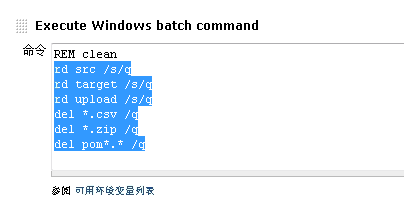 Execute Windows batch command
命令
REM clean
rd src /s/q
rd target /s/q
rd upload /s/q
del *.csv /q
del *.zip /q
del pom*.* /q
参阅 可用环境变量列表